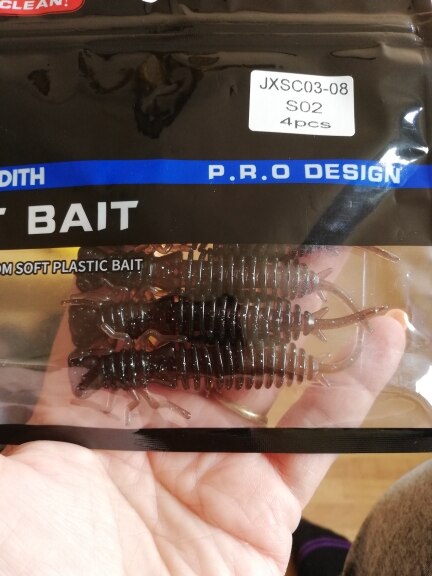 CLEAN!
JXSC03-08
S02
4pcs
DITH
P.R.O DESIGN
T BAIT
OM SOFT PLASTIC BAIT